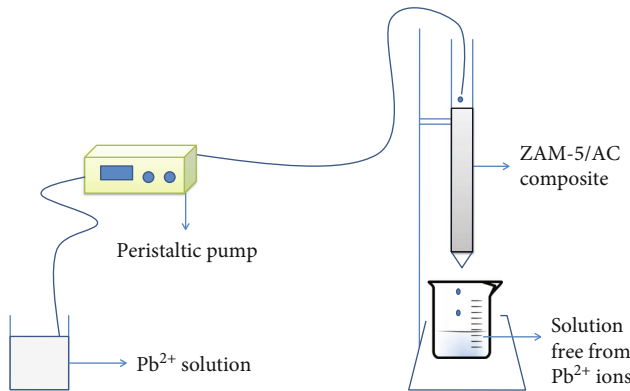 ZAM-5/AC
composite
Peristaltic pump
Pb²⁺ solution
Solution
free from
Pb²⁺ ions